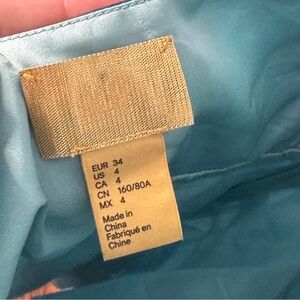 EUR 34
US 4
CA 4
CN 160/80A
MX 4
Made in
China
Fabriqué en
Chine